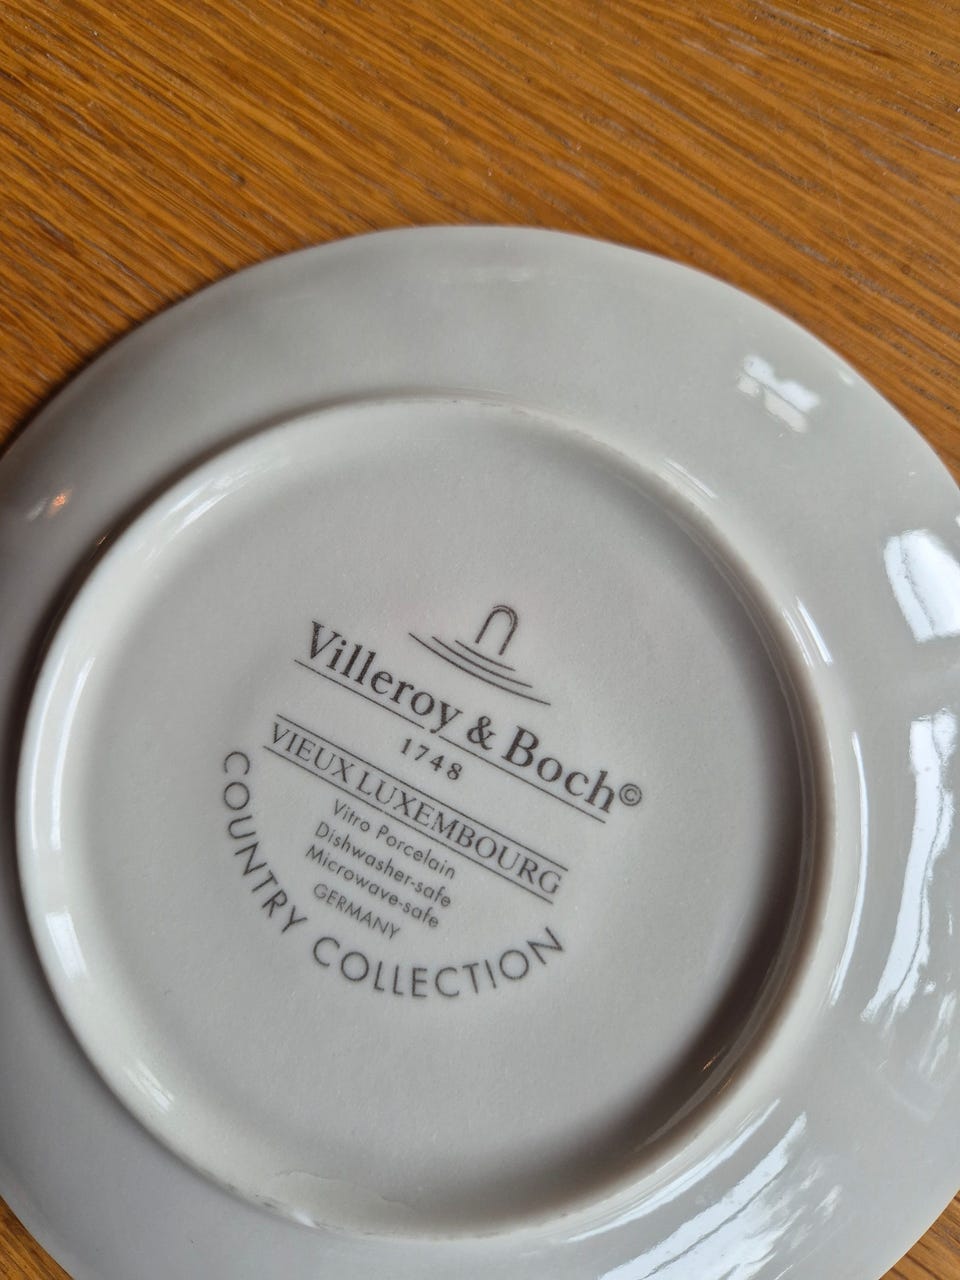 Villeroy & Boch©
1748
VIEUX LUXEMBOURG
Vitro Porcelain
Dishwasher-safe
Microwave-safe
GERMANY
COUNTRY COLLECTION